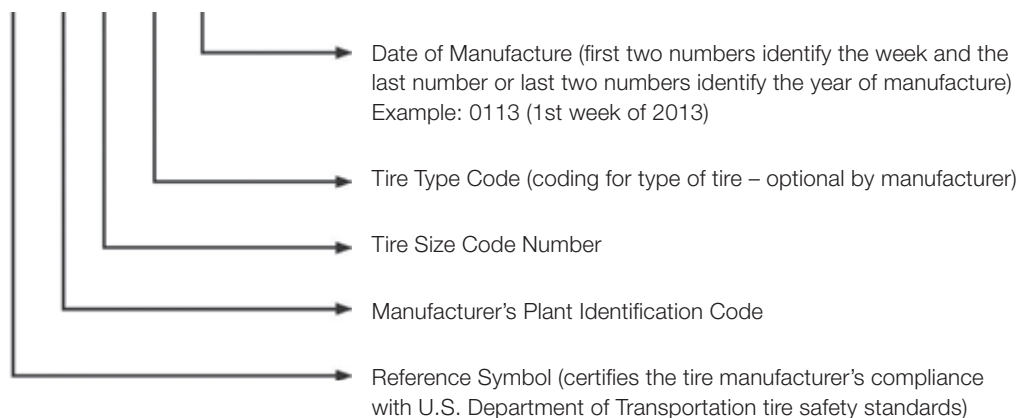 Date of Manufacture (first two numbers identify the week and the
last number or last two numbers identify the year of manufacture)
Example: 0113 (1st week of 2013)
Tire Type Code (coding for type of tire – optional by manufacturer)
Tire Size Code Number
Manufacturer’s Plant Identification Code
Reference Symbol (certifies the tire manufacturer’s compliance
with U.S. Department of Transportation tire safety standards)